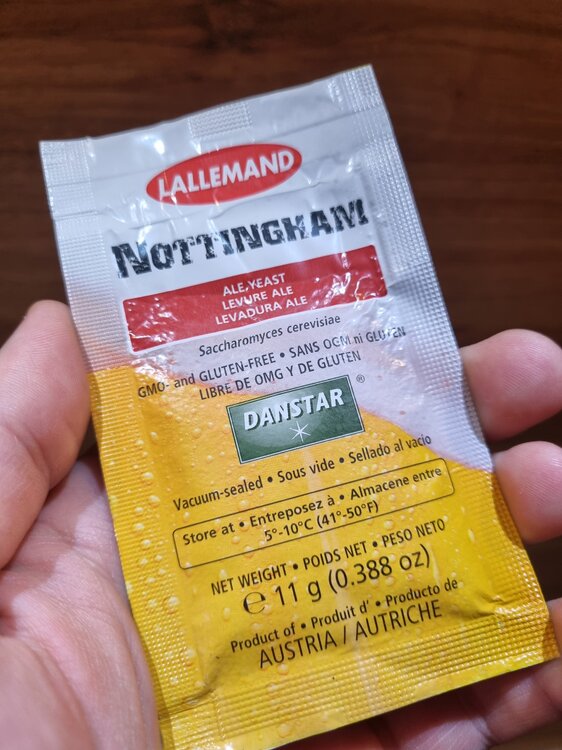 LALLEMAND
NOTTINGHAM
ALE YEAST
LEVURE ALE
LEVADURA ALE
Saccharomyces cerevisiae
GMO- and GLUTEN-FREE • SANS OGM ni GLUTEN
LIBRE DE OMG Y DE GLUTEN
DANSTAR ®
Vacuum-sealed • Sous vide • Sellado al vacio
Store at • Entreposez à • Almacene entre
5°-10°C (41°-50°F)
NET WEIGHT • POIDS NET • PESO NETO
℮ 11 g (0.388 oz)
Product of • Produit d' • Producto de
AUSTRIA / AUTRICHE